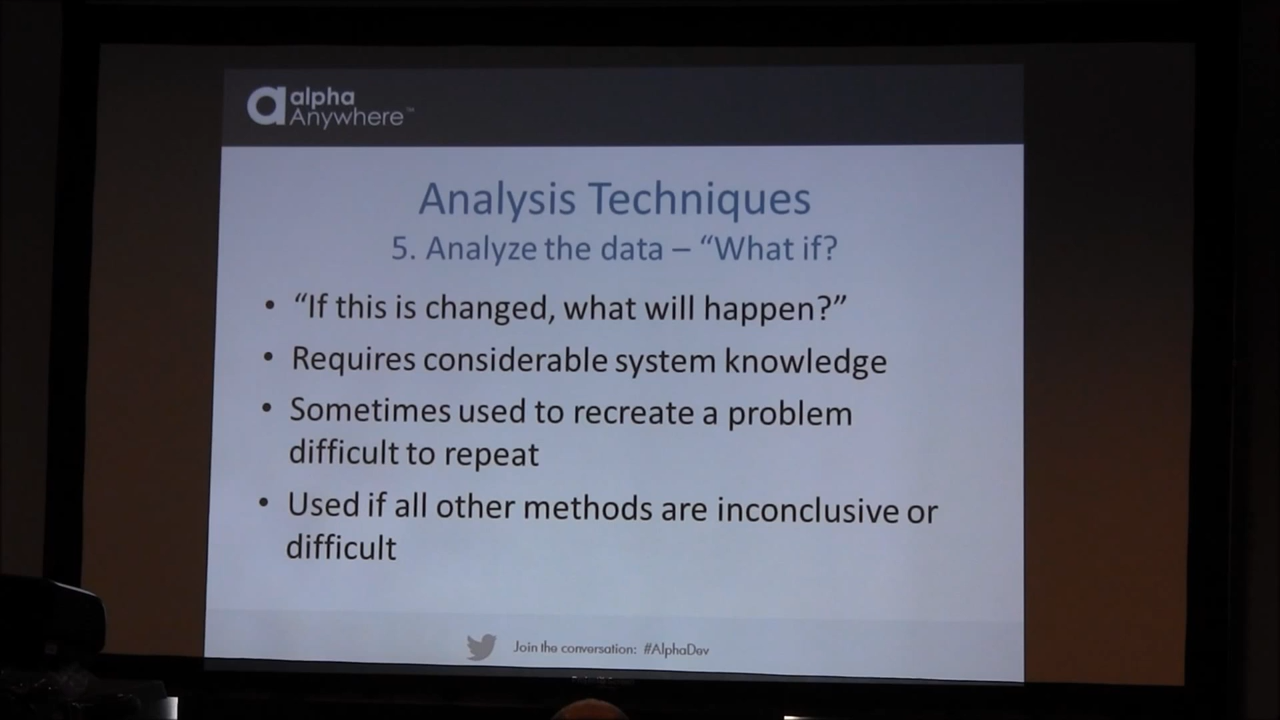 alpha
Anywhere™
Analysis Techniques
5. Analyze the data – “What if?
• “If this is changed, what will happen?”
• Requires considerable system knowledge
• Sometimes used to recreate a problem
difficult to repeat
• Used if all other methods are inconclusive or
difficult
Join the conversation: #AlphaDev